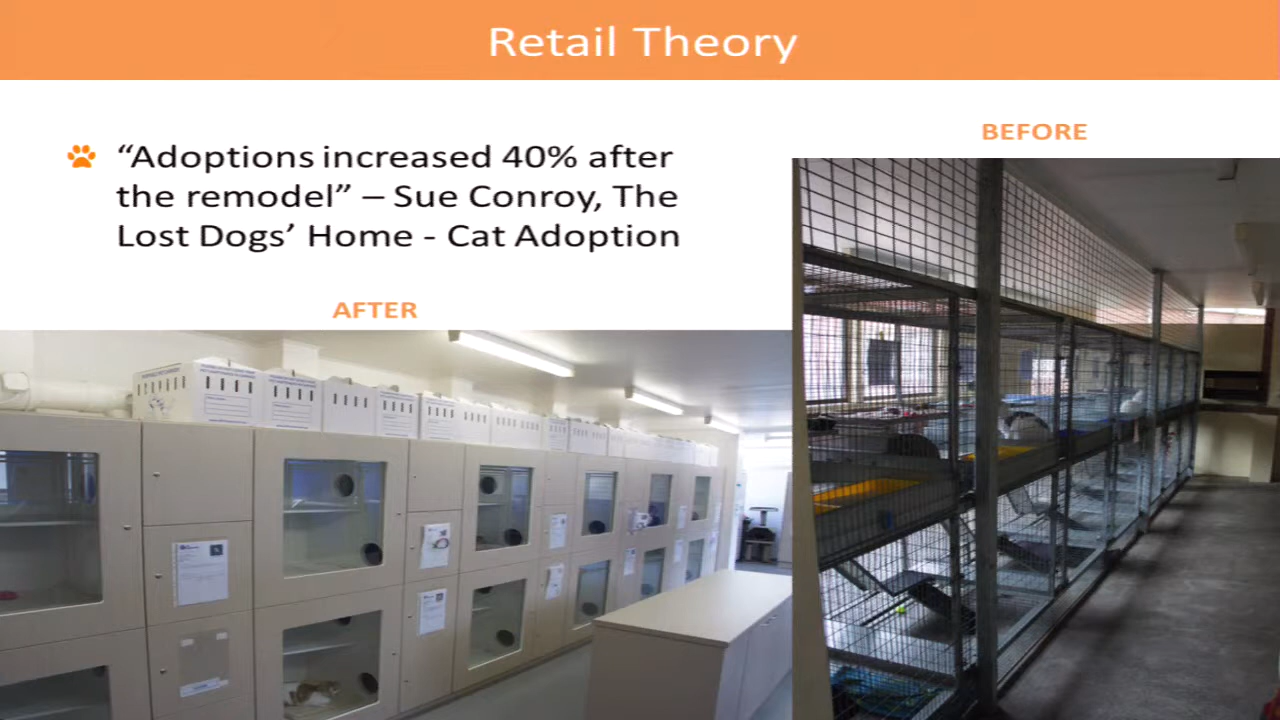 Retail Theory
BEFORE
“Adoptions increased 40% after
the remodel” – Sue Conroy, The
Lost Dogs’ Home - Cat Adoption
AFTER